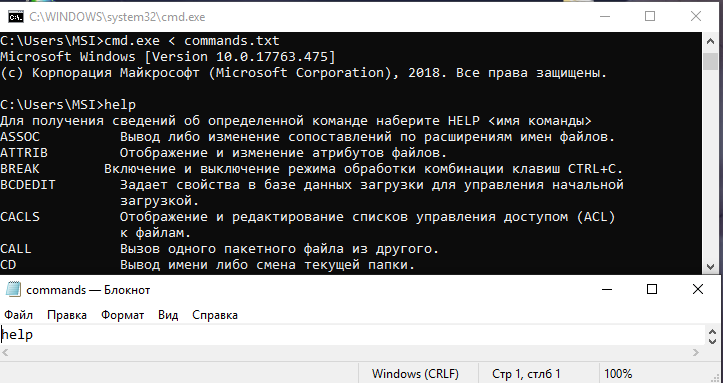 C:\WINDOWS\system32\cmd.exe
C:\Users\MSI>cmd.exe < commands.txt
Microsoft Windows [Version 10.0.17763.475]
(c) Корпорация Майкрософт (Microsoft Corporation), 2018. Все права защищены.
C:\Users\MSI>help
Для получения сведений об определенной команде наберите HELP <имя команды>
ASSOC Вывод либо изменение сопоставлений по расширениям имен файлов.
ATTRIB Отображение и изменение атрибутов файлов.
BREAK Включение и выключение режима обработки комбинации клавиш CTRL+C.
BCDEDIT Задает свойства в базе данных загрузки для управления начальной
загрузкой.
CACLS Отображение и редактирование списков управления доступом (ACL)
к файлам.
CALL Вызов одного пакетного файла из другого.
CD Вывод имени либо смена текущей папки.
commands — Блокнот
Файл Правка Формат Вид Справка
help
Windows (CRLF) Стр 1, стлб 1 100%